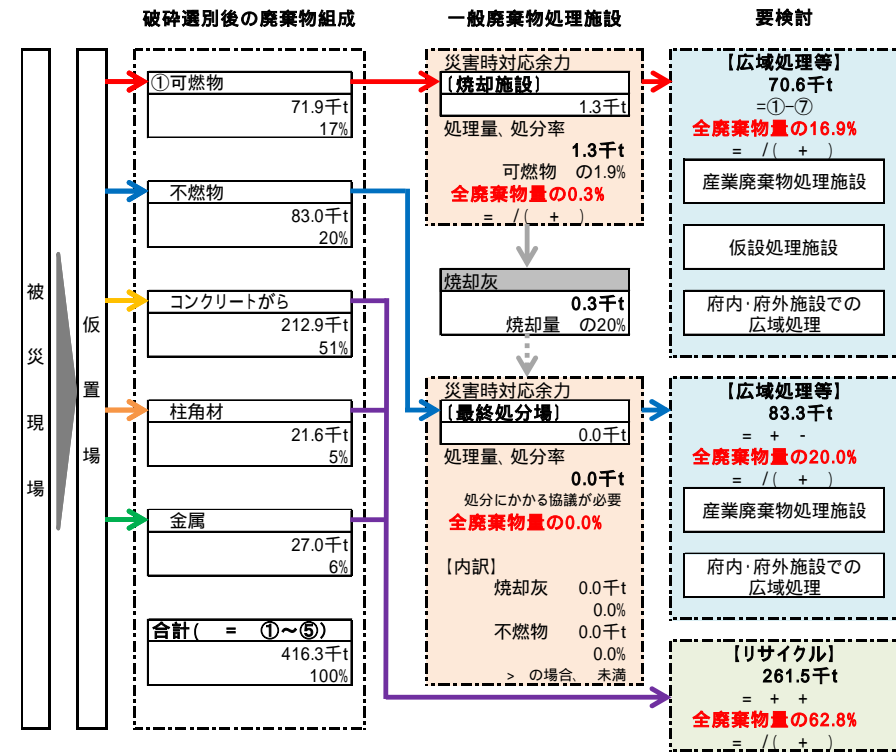 破砕選別後の廃棄物組成
一般廃棄物処理施設
要検討
被災現場
仮置場
①可燃物
71.9千t
17%
不燃物
83.0千t
20%
コンクリートがら
212.9千t
51%
柱角材
21.6千t
5%
金属
27.0千t
6%
合計( = ①～⑤)
416.3千t
100%
災害時対応余力
〔焼却施設〕
1.3千t
処理量、処分率
1.3千t
可燃物 の1.9%
全廃棄物量の0.3%
= /( + )
焼却灰
0.3千t
焼却量 の20%
災害時対応余力
〔最終処分場〕
0.0千t
処理量、処分率
0.0千t
処分にかかる協議が必要
全廃棄物量の0.0%
【内訳】
焼却灰 0.0千t
0.0%
不燃物 0.0千t
0.0%
> の場合、 未満
【広域処理等】
70.6千t
=①-⑦
全廃棄物量の16.9%
= /( + )
産業廃棄物処理施設
仮設処理施設
府内・府外施設での
広域処理
【広域処理等】
83.3千t
= + -
全廃棄物量の20.0%
= /( + )
産業廃棄物処理施設
府内・府外施設での
広域処理
【リサイクル】
261.5千t
= + +
全廃棄物量の62.8%
= /( + )